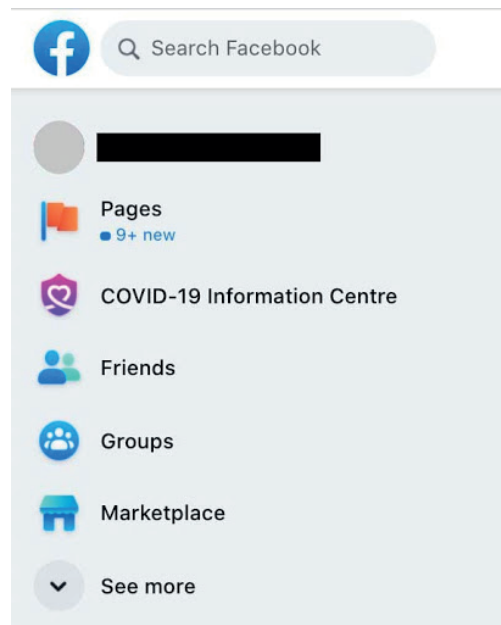 Search Facebook
Pages
9+ new
COVID-19 Information Centre
Friends
Groups
Marketplace
See more